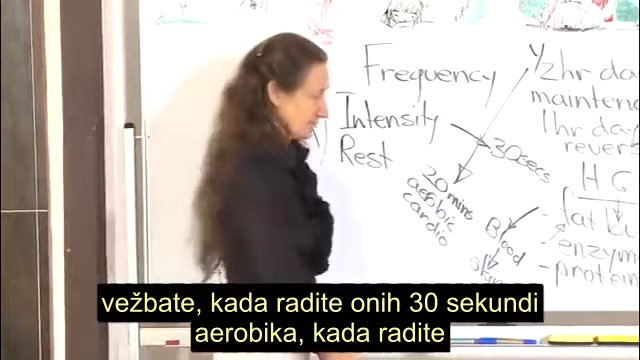 Frequency
Intensity
Rest
½hr da
maintena
1hr da
revers
30secs
20 mins
aerobic
cardio
Blood
H G
fat bu
- enzym
- protein
vežbate, kada radite onih 30 sekundi
aerobika, kada radite